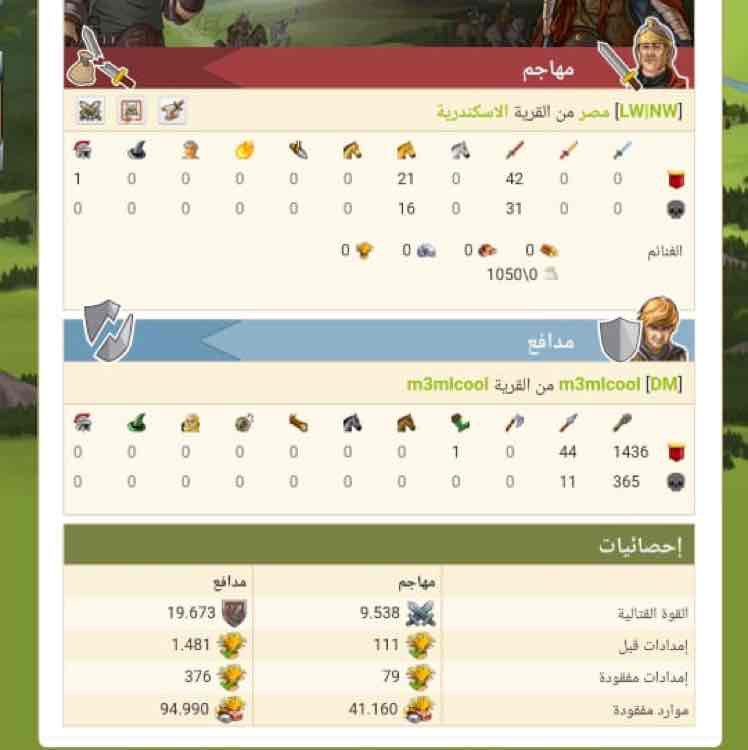 مهاجم
[LW|NW] مصر من القرية الاسكندرية
0 0 42 0 21 0 0 0 0 0 1
0 0 31 0 16 0 0 0 0 0 0
الغنائم 0 0 0 0
1050\0
مدافع
[DM] m3mlcool من القرية m3mlcool
1436 44 0 1 0 0 0 0 0 0 0
365 11 0 0 0 0 0 0 0 0 0
إحصائيات
مهاجم مدافع
القوة القتالية 9.538 19.673
إمدادات قبل 111 1.481
إمدادات مفقودة 79 376
موارد مفقودة 41.160 94.990